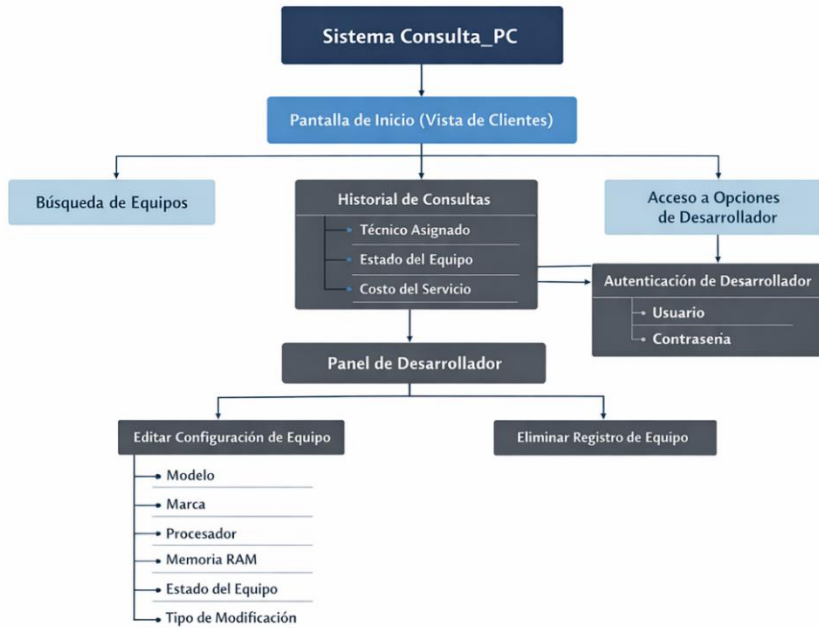 Sistema Consulta_PC
Pantalla de Inicio (Vista de Clientes)
Búsqueda de Equipos
Historial de Consultas
Técnico Asignado
Estado del Equipo
Costo del Servicio
Acceso a Opciones
de Desarrollador
Autenticación de Desarrollador
Usuario
Contraseria
Panel de Desarrollador
Editar Configuración de Equipo
Modelo
Marca
Procesador
Memoria RAM
Estado del Equipo
Tipo de Modificación
Eliminar Registro de Equipo